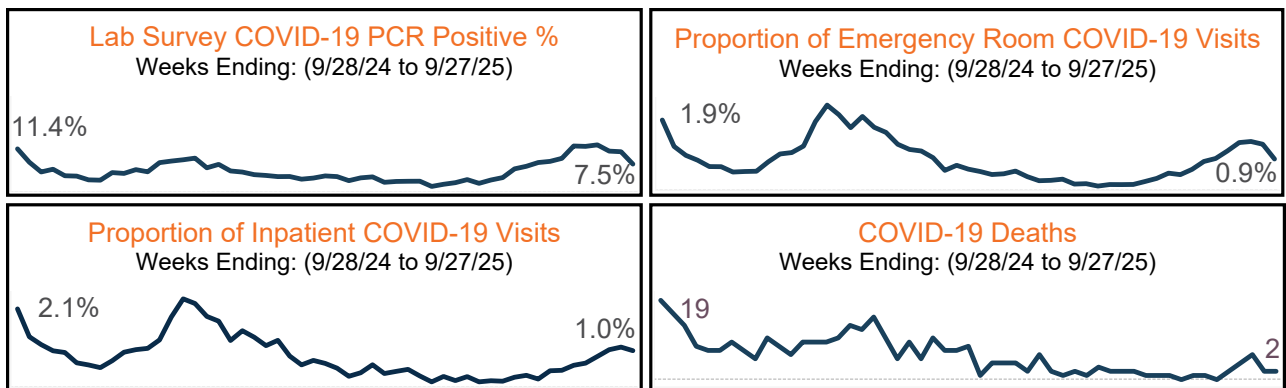 Lab Survey COVID-19 PCR Positive %
Weeks Ending: (9/28/24 to 9/27/25)
11.4%
7.5%
Proportion of Emergency Room COVID-19 Visits
Weeks Ending: (9/28/24 to 9/27/25)
1.9%
0.9%
Proportion of Inpatient COVID-19 Visits
Weeks Ending: (9/28/24 to 9/27/25)
2.1%
1.0%
COVID-19 Deaths
Weeks Ending: (9/28/24 to 9/27/25)
19
2